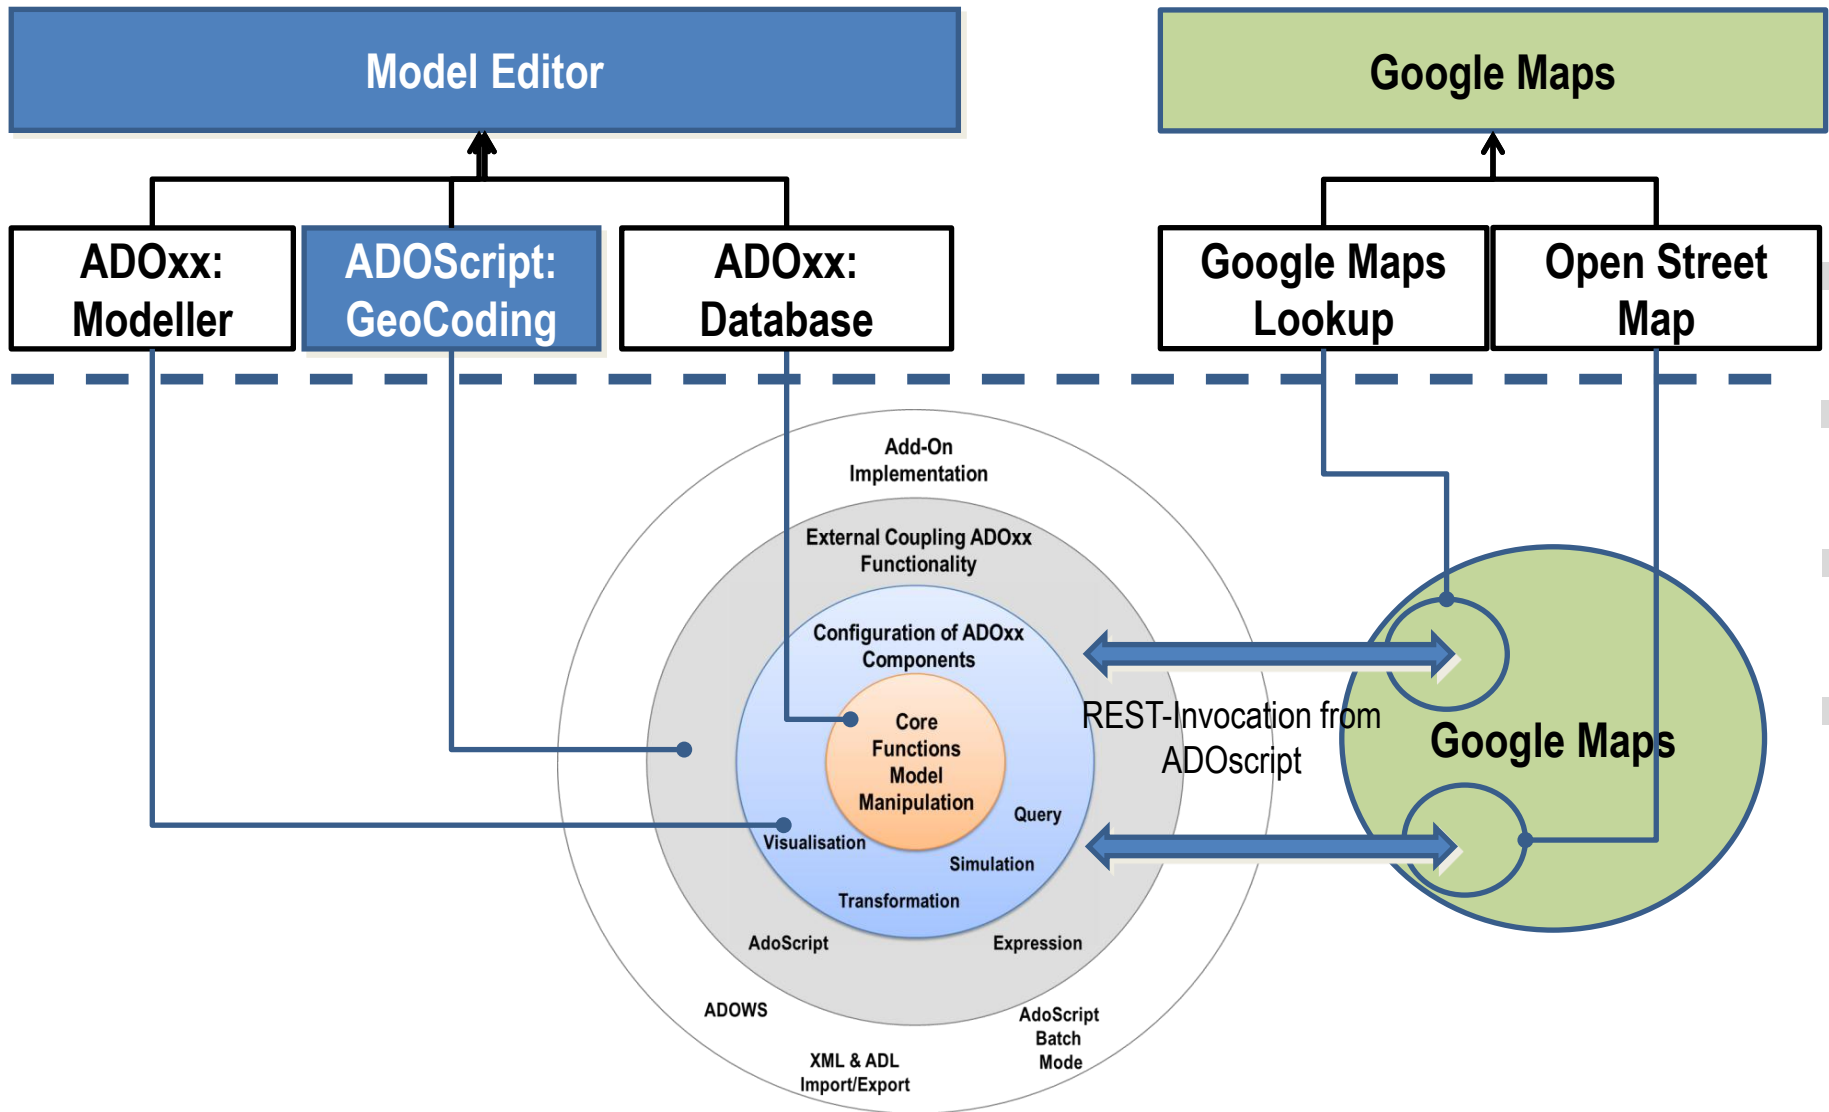 Model Editor
Google Maps
ADOxx:
Modeller
ADOScript:
GeoCoding
ADOxx:
Database
Google Maps
Lookup
Open Street
Map
Add-On
Implementation
External Coupling ADOxx
Functionality
Configuration of ADOxx
Components
Core
Functions
Model
Manipulation
Query
Visualisation
Simulation
Transformation
AdoScript
Expression
ADOWS
AdoScript
Batch
Mode
XML & ADL
Import/Export
REST-Invocation from
ADOscript
Google Maps